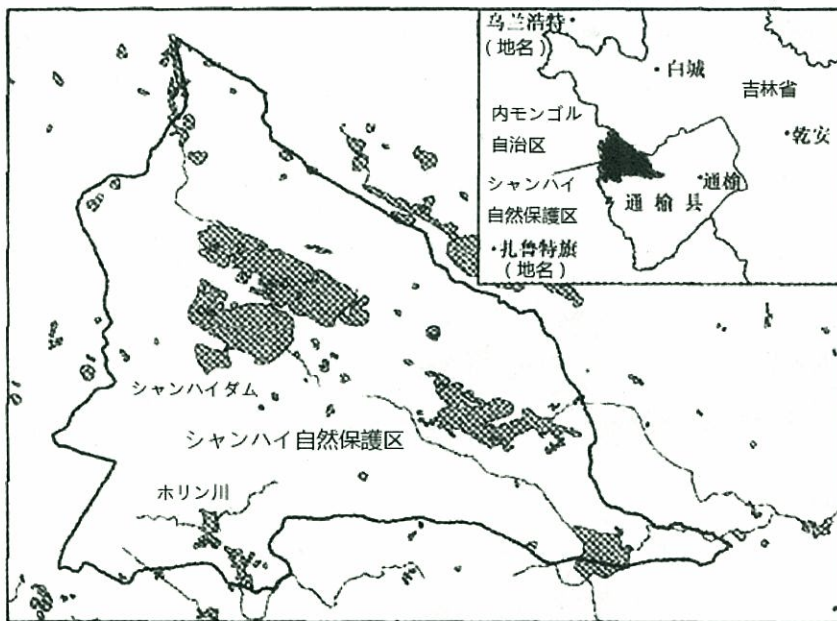 乌兰浩特
(地名)
白城
吉林省
内モンゴル
自治区
乾安
シャンハイ
自然保護区
通榆
通榆县
扎鲁特旗
(地名)
シャンハイダム
シャンハイ自然保護区
ホリン川